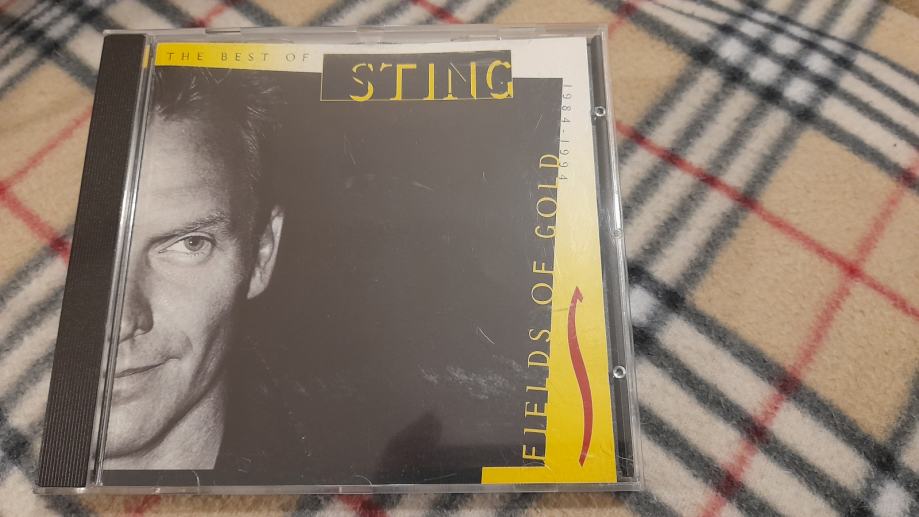 THE BEST OF
STING
1984-1994
FIELDS OF GOLD